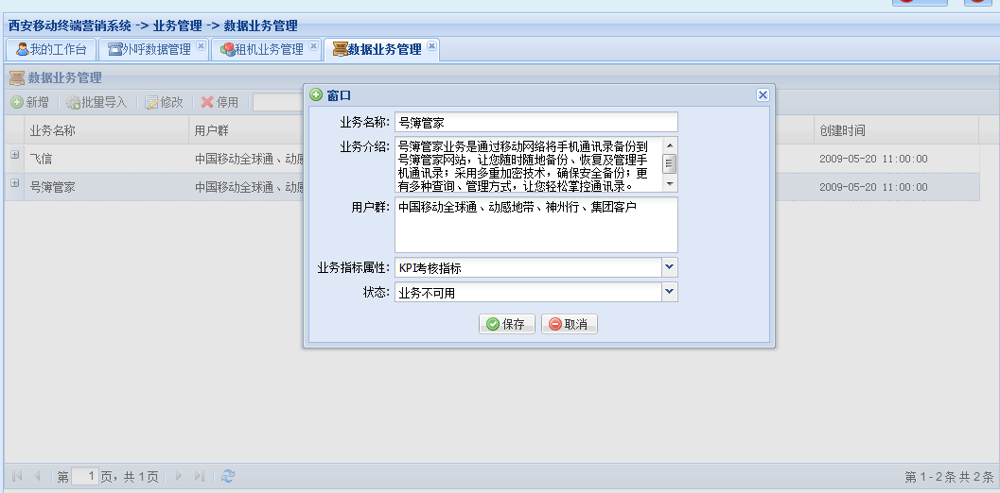 西安移动终端营销系统 -> 业务管理 -> 数据业务管理
我的工作台 外呼数据管理 租机业务管理 数据业务管理
数据业务管理
新增 批量导入 修改 停用
窗口
业务名称 用户群 创建时间
飞信 中国移动全球通、动感 2009-05-20 11:00:00
号簿管家 中国移动全球通、动感 2009-05-20 11:00:00
业务名称: 号簿管家
业务介绍: 号簿管家业务是通过移动网络将手机通讯录备份到
号簿管家网站，让您随时随地备份、恢复及管理手
机通讯录；采用多重加密技术，确保安全备份；更
有多种查询、管理方式，让您轻松掌控通讯录。
用户群: 中国移动全球通、动感地带、神州行、集团客户
业务指标属性: KPI考核指标
状态: 业务不可用
保存 取消
第 1 页，共 1 页 第 1 - 2 条 共 2 条